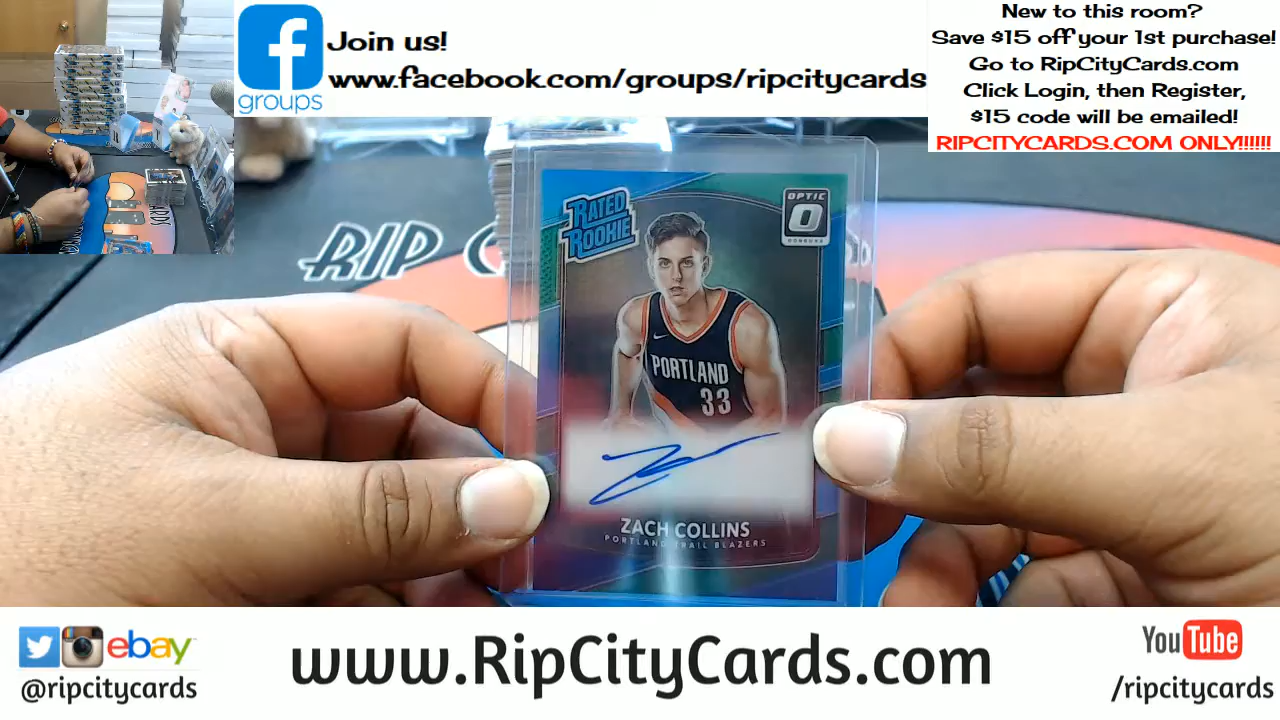 Join us!
www.facebook.com/groups/ripcitycards
groups
New to this room?
Save $15 off your 1st purchase!
Go to RipCityCards.com
Click Login, then Register,
$15 code will be emailed!
RIPCITYCARDS.COM ONLY!!!!!!
RIP C
RATED
ROOKIE
OPTIC
DONRUSS
PORTLAND
33
ZACH COLLINS
PORTLAND TRAIL BLAZERS
ebay
@ripcitycards
www.RipCityCards.com
YouTube
/ripcitycards